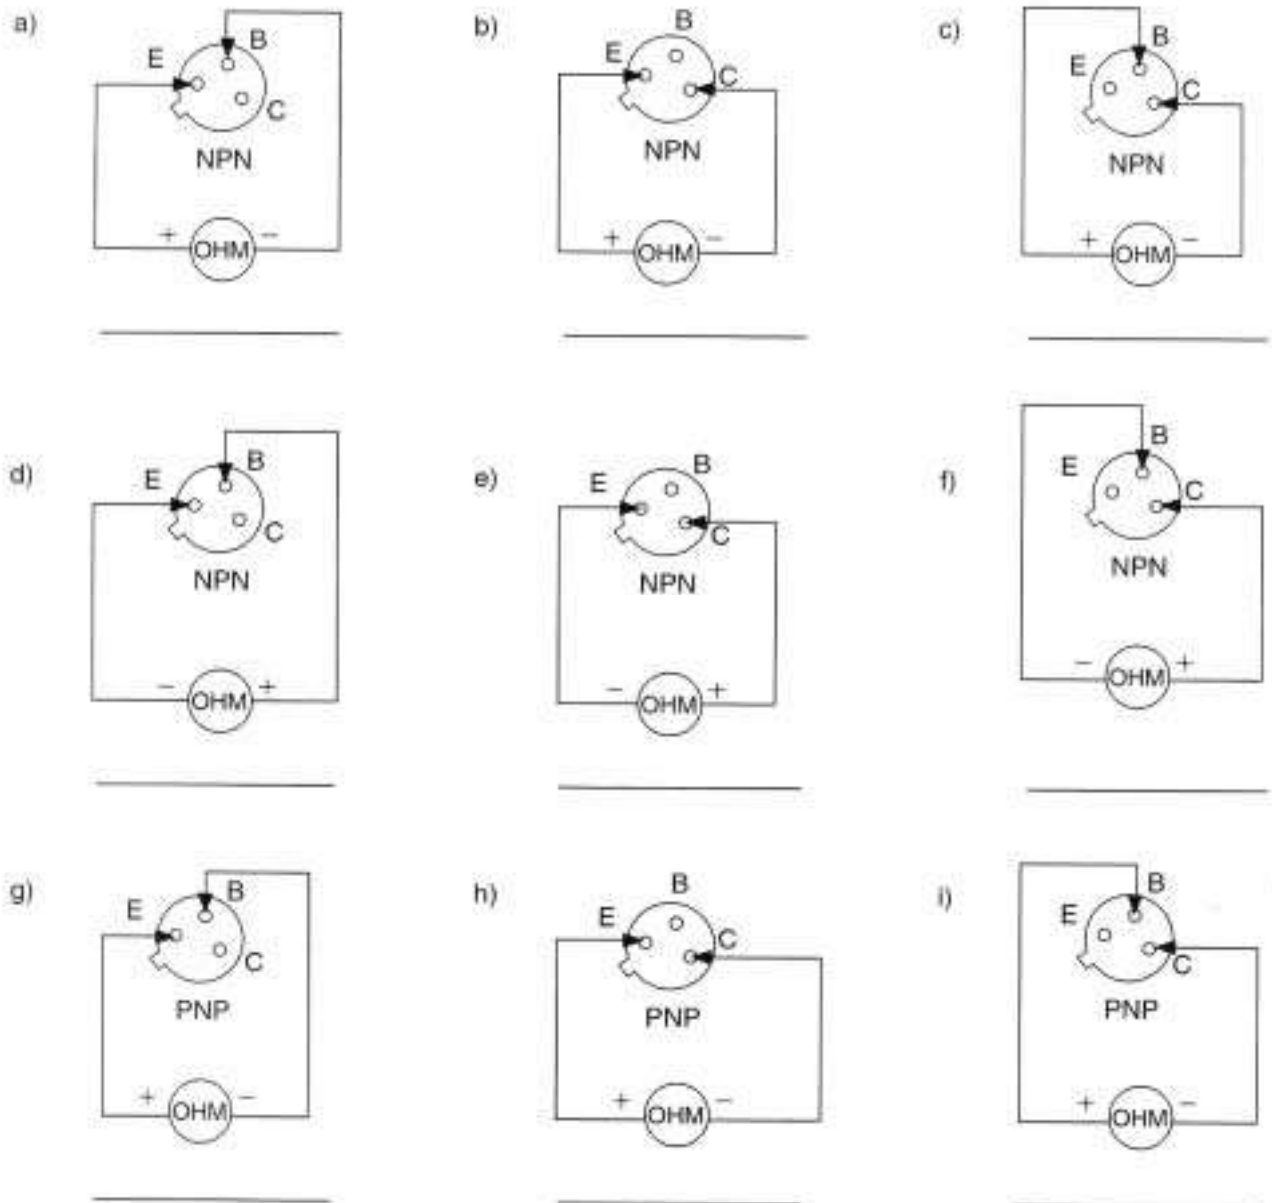 a)
E
B
C
NPN
+ OHM −
b)
E
B
C
NPN
+ OHM −
c)
E
B
C
NPN
+ OHM −
d)
E
B
C
NPN
− OHM +
e)
E
B
C
NPN
− OHM +
f)
E
B
C
NPN
− OHM +
g)
E
B
C
PNP
+ OHM −
h)
E
B
C
PNP
+ OHM −
i)
E
B
C
PNP
+ OHM −